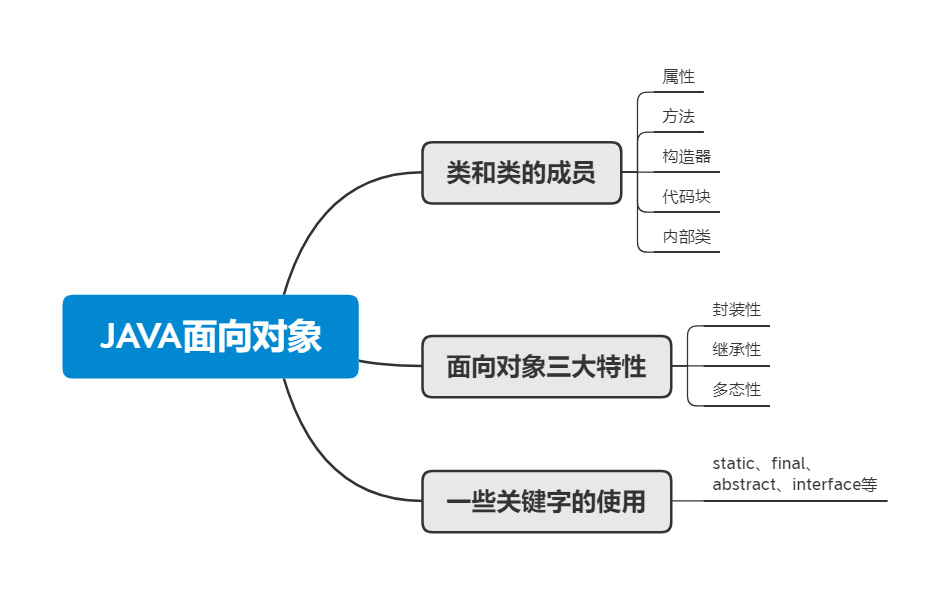 JAVA面向对象
类和类的成员
属性
方法
构造器
代码块
内部类
面向对象三大特性
封装性
继承性
多态性
一些关键字的使用
static、final、
abstract、interface等